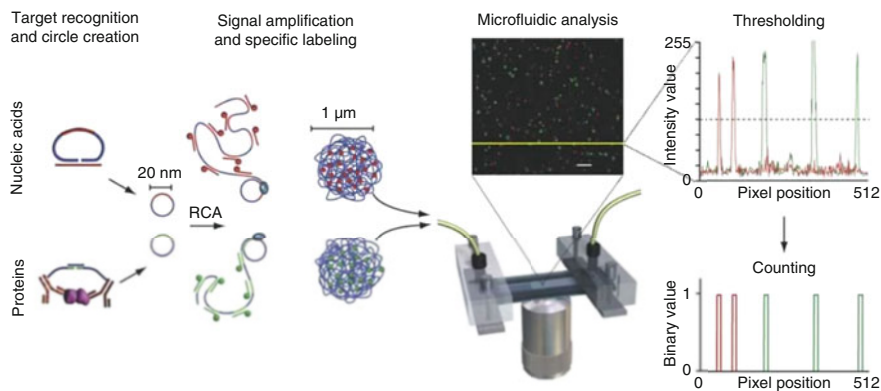 Target recognition
and circle creation
Signal amplification
and specific labeling
Microfluidic analysis
Thresholding
Nucleic acids
Proteins
20 nm
RCA
1 µm
255
Intensity value
0
0
Pixel position
512
Counting
1
Binary value
0
0
Pixel position
512